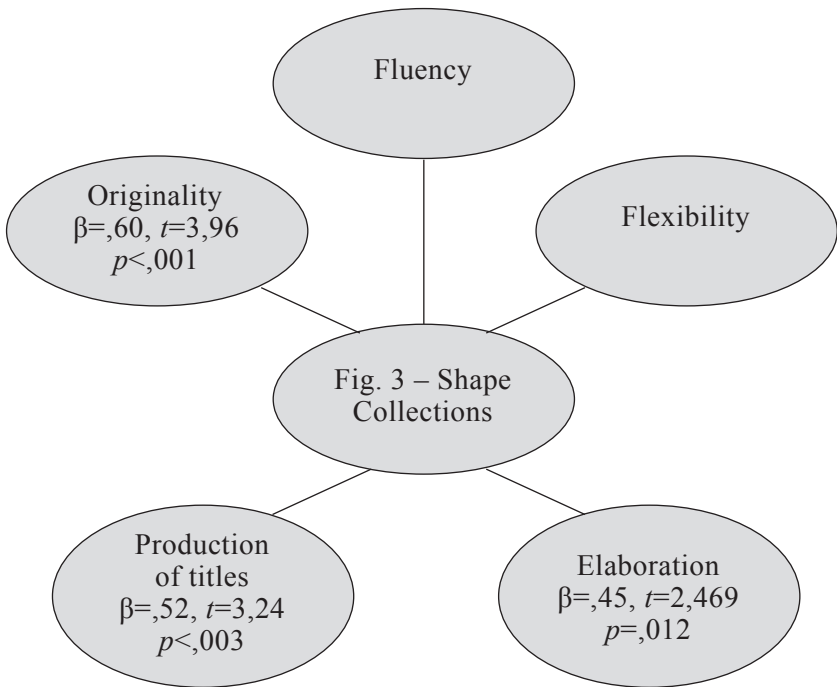 Fluency
Originality
β=,60, t=3,96
p<,001
Flexibility
Fig. 3 – Shape
Collections
Production
of titles
β=,52, t=3,24
p<,003
Elaboration
β=,45, t=2,469
p=,012